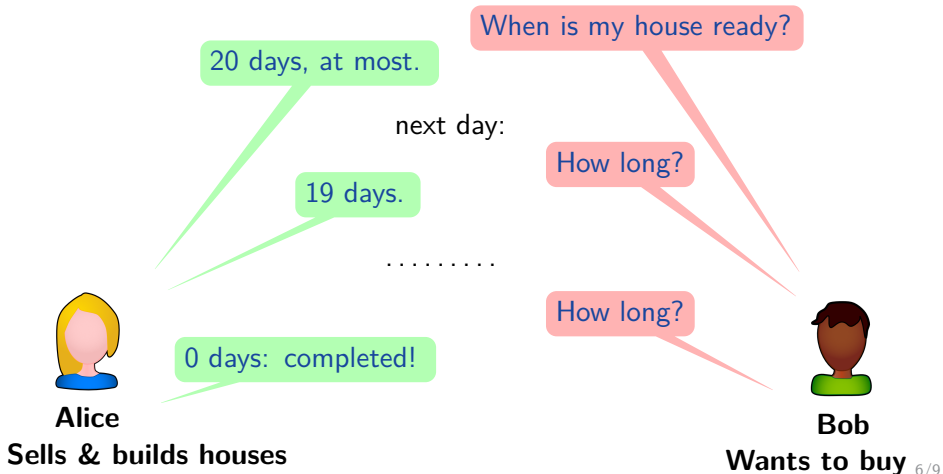 When is my house ready?
20 days, at most.
next day:
How long?
19 days.
. . . . . . . . .
How long?
0 days: completed!
Alice
Sells & builds houses
Bob
Wants to buy
6/9